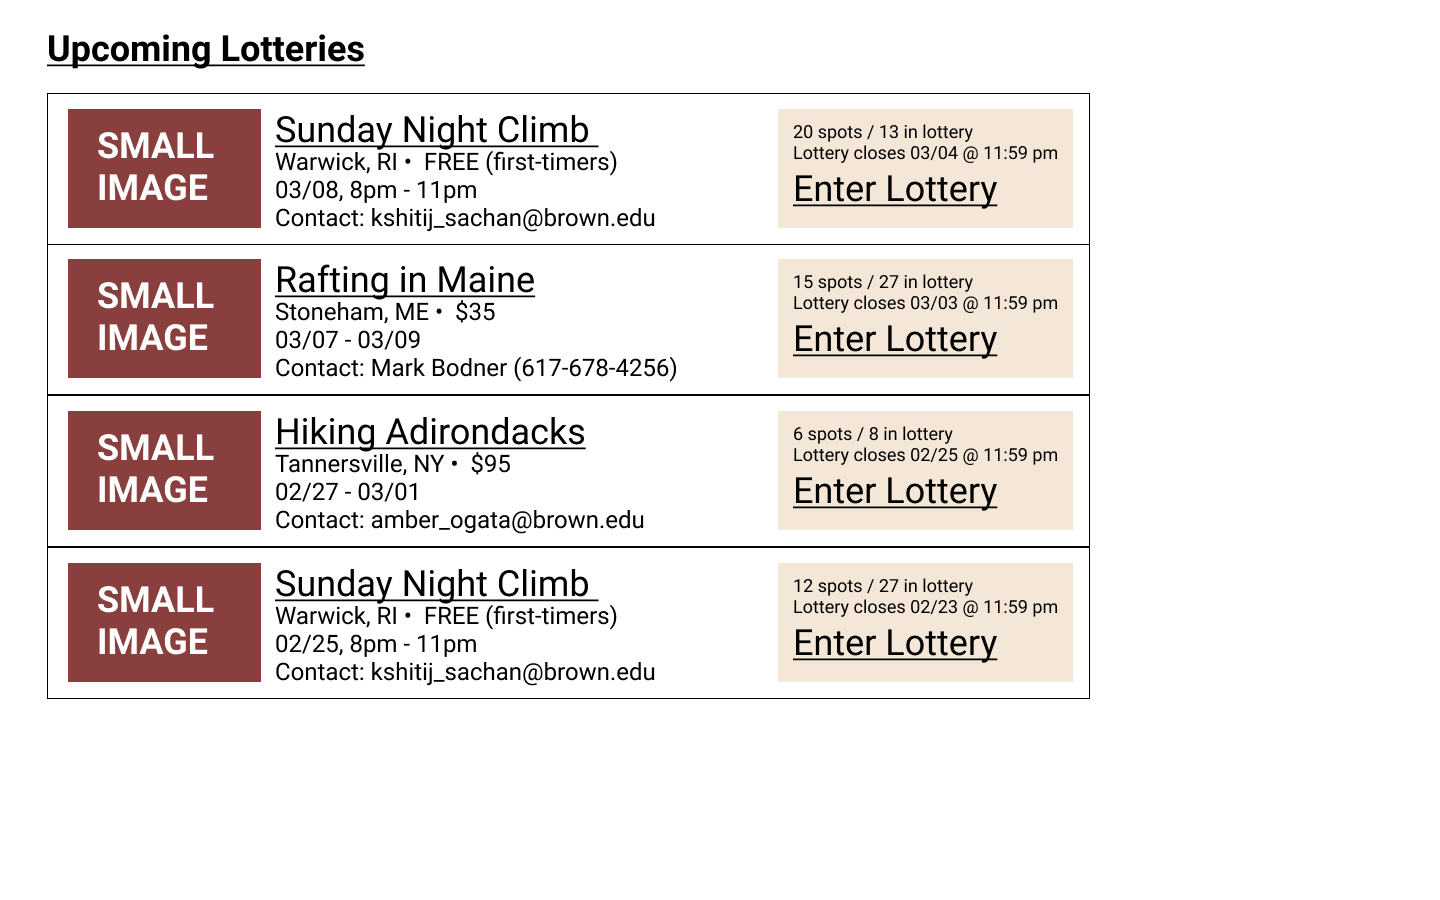 Upcoming Lotteries
SMALL
IMAGE
Sunday Night Climb
Warwick, RI • FREE (first-timers)
03/08, 8pm - 11pm
Contact: kshitij_sachan@brown.edu
20 spots / 13 in lottery
Lottery closes 03/04 @ 11:59 pm
Enter Lottery
SMALL
IMAGE
Rafting in Maine
Stoneham, ME • $35
03/07 - 03/09
Contact: Mark Bodner (617-678-4256)
15 spots / 27 in lottery
Lottery closes 03/03 @ 11:59 pm
Enter Lottery
SMALL
IMAGE
Hiking Adirondacks
Tannersville, NY • $95
02/27 - 03/01
Contact: amber_ogata@brown.edu
6 spots / 8 in lottery
Lottery closes 02/25 @ 11:59 pm
Enter Lottery
SMALL
IMAGE
Sunday Night Climb
Warwick, RI • FREE (first-timers)
02/25, 8pm - 11pm
Contact: kshitij_sachan@brown.edu
12 spots / 27 in lottery
Lottery closes 02/23 @ 11:59 pm
Enter Lottery